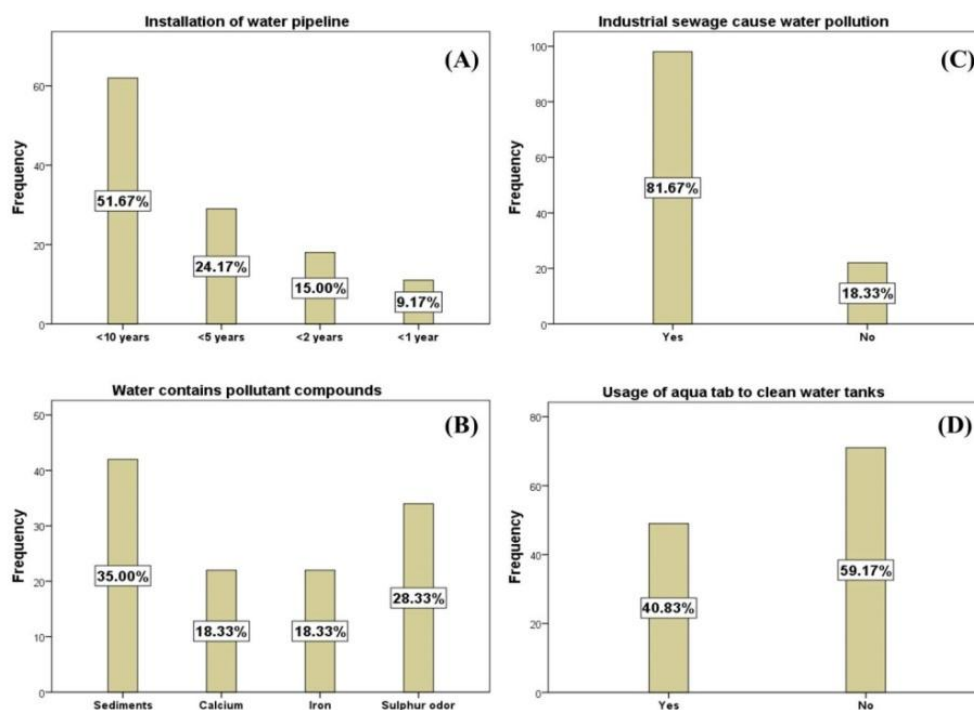 Installation of water pipeline
(A)
Frequency
60
40
20
0
51.67%
24.17%
15.00%
9.17%
<10 years
<5 years
<2 years
<1 year
Industrial sewage cause water pollution
(C)
Frequency
100
80
60
40
20
0
81.67%
18.33%
Yes
No
Water contains pollutant compounds
(B)
Frequency
50
40
30
20
10
0
35.00%
18.33%
18.33%
28.33%
Sediments
Calcium
Iron
Sulphur odor
Usage of aqua tab to clean water tanks
(D)
Frequency
80
60
40
20
0
40.83%
59.17%
Yes
No